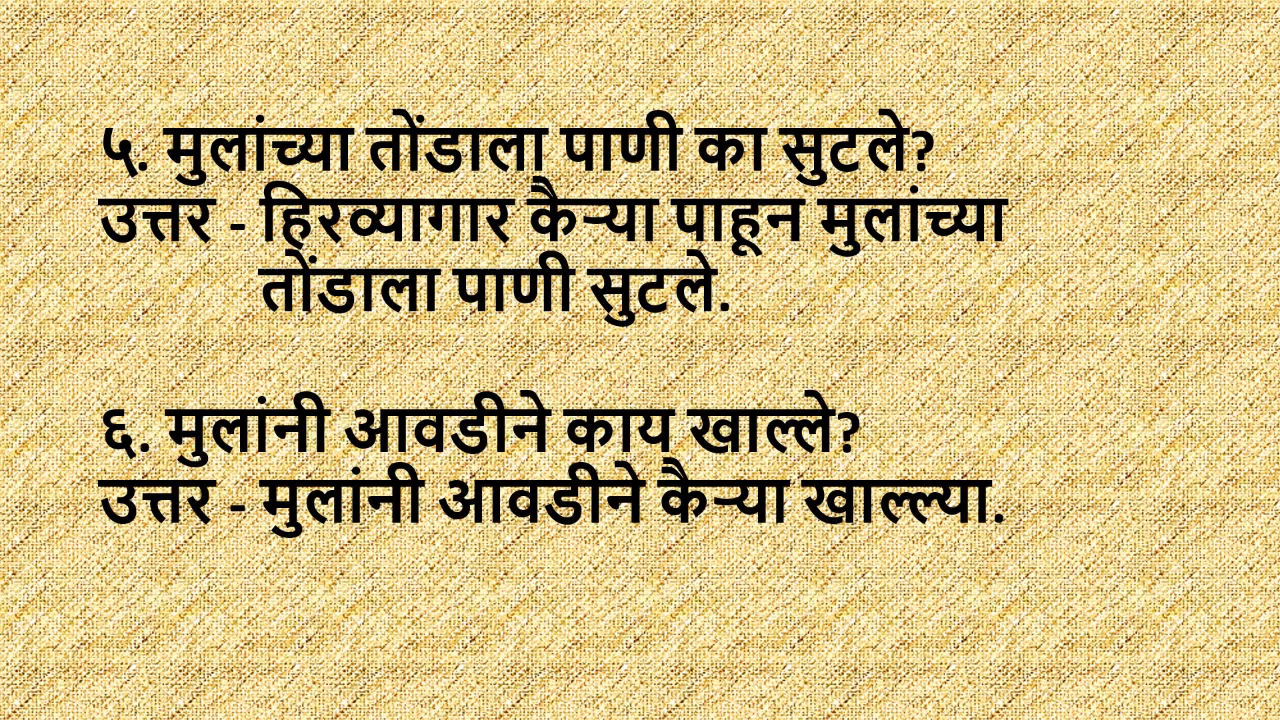 ५. मुलांच्या तोंडाला पाणी का सुटले?
उत्तर - हिरव्यागार कैऱ्या पाहून मुलांच्या
तोंडाला पाणी सुटले.
६. मुलांनी आवडीने काय खाल्ले?
उत्तर - मुलांनी आवडीने कैऱ्या खाल्ल्या.